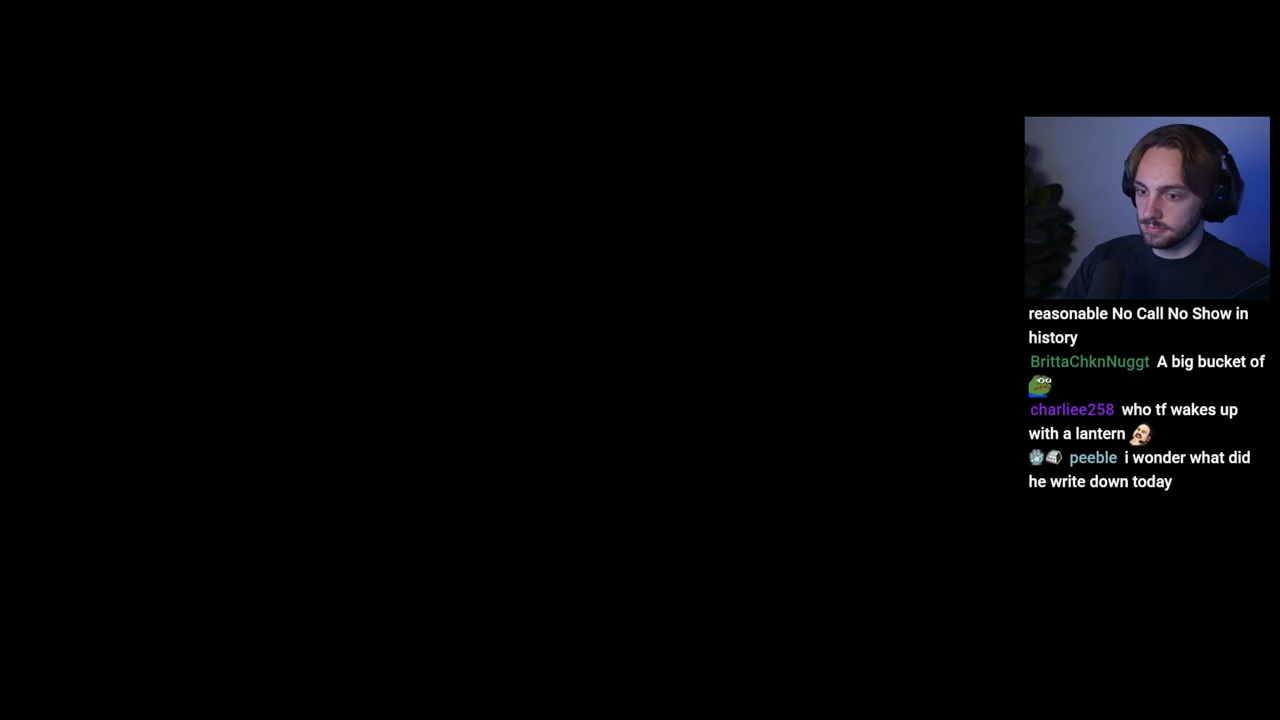 reasonable No Call No Show in
history
BrittaChknNuggt A big bucket of
charliee258 who tf wakes up
with a lantern
peeble i wonder what did
he write down today